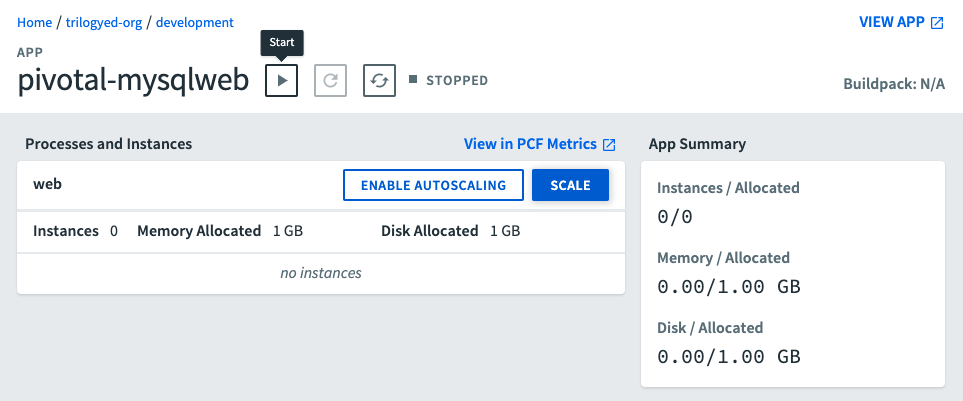 Home / trilogyed-org / development
VIEW APP
APP
Start
pivotal-mysqlweb
STOPPED
Buildpack: N/A
Processes and Instances
View in PCF Metrics
web
ENABLE AUTOSCALING
SCALE
Instances 0 Memory Allocated 1 GB Disk Allocated 1 GB
no instances
App Summary
Instances / Allocated
0/0
Memory / Allocated
0.00/1.00 GB
Disk / Allocated
0.00/1.00 GB